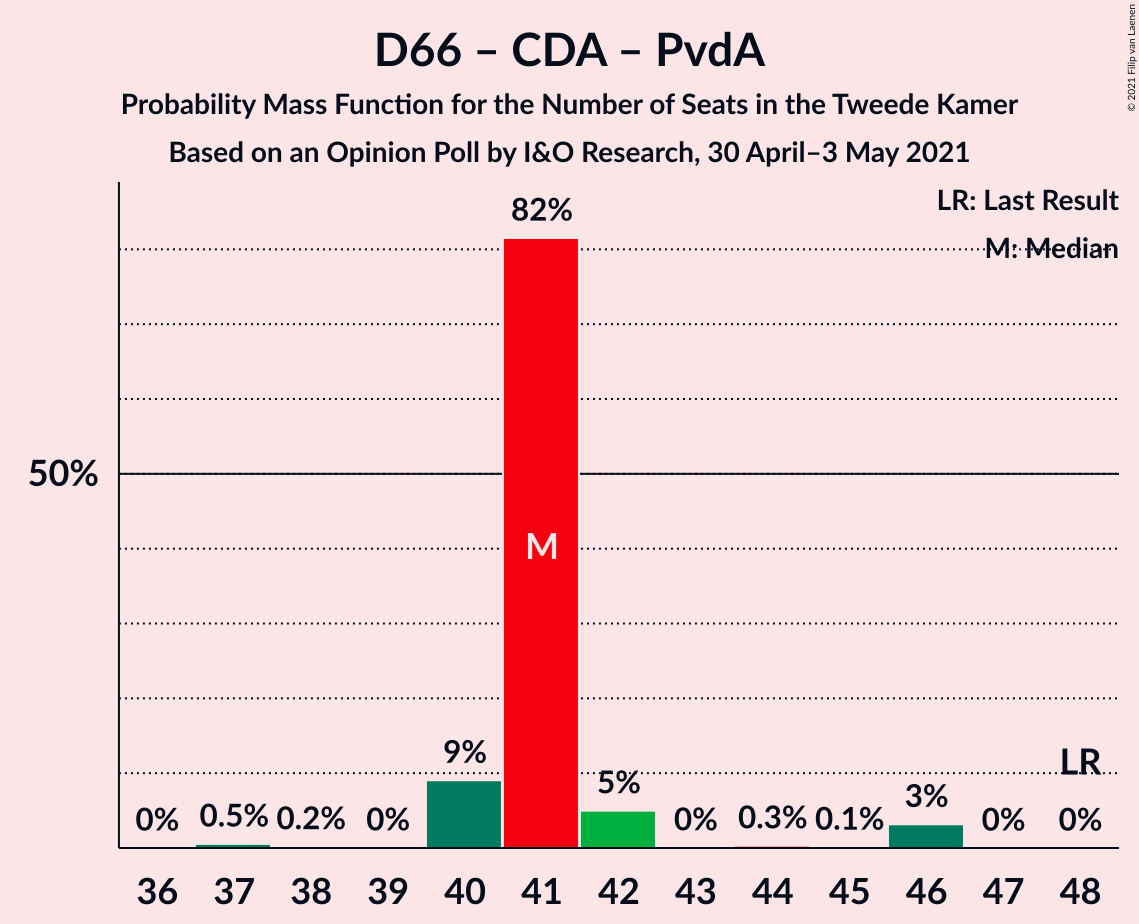 D66 – CDA – PvdA
Probability Mass Function for the Number of Seats in the Tweede Kamer
Based on an Opinion Poll by I&O Research, 30 April–3 May 2021
© 2021 Filip van Laenen
LR: Last Result
M: Median
50%
82%
M
9%
5%
3%
LR
0%
0.5%
0.2%
0%
0%
0.3%
0.1%
0%
0%
36 37 38 39 40 41 42 43 44 45 46 47 48